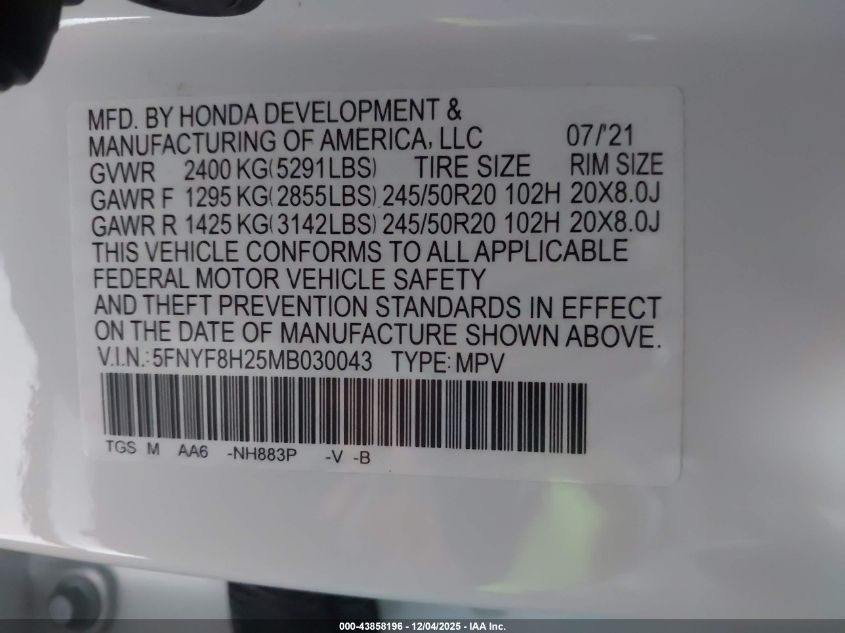 MFD. BY HONDA DEVELOPMENT &
MANUFACTURING OF AMERICA, LLC 07/'21
GVWR 2400 KG(5291LBS) TIRE SIZE RIM SIZE
GAWR F 1295 KG(2855LBS) 245/50R20 102H 20X8.0J
GAWR R 1425 KG(3142LBS) 245/50R20 102H 20X8.0J
THIS VEHICLE CONFORMS TO ALL APPLICABLE
FEDERAL MOTOR VEHICLE SAFETY
AND THEFT PREVENTION STANDARDS IN EFFECT
ON THE DATE OF MANUFACTURE SHOWN ABOVE.
V.I.N.:5FNYF8H25MB030043 TYPE:MPV
TGS M AA6 -NH883P -V -B
000-43858196 - 12/04/2025 - IAA Inc.